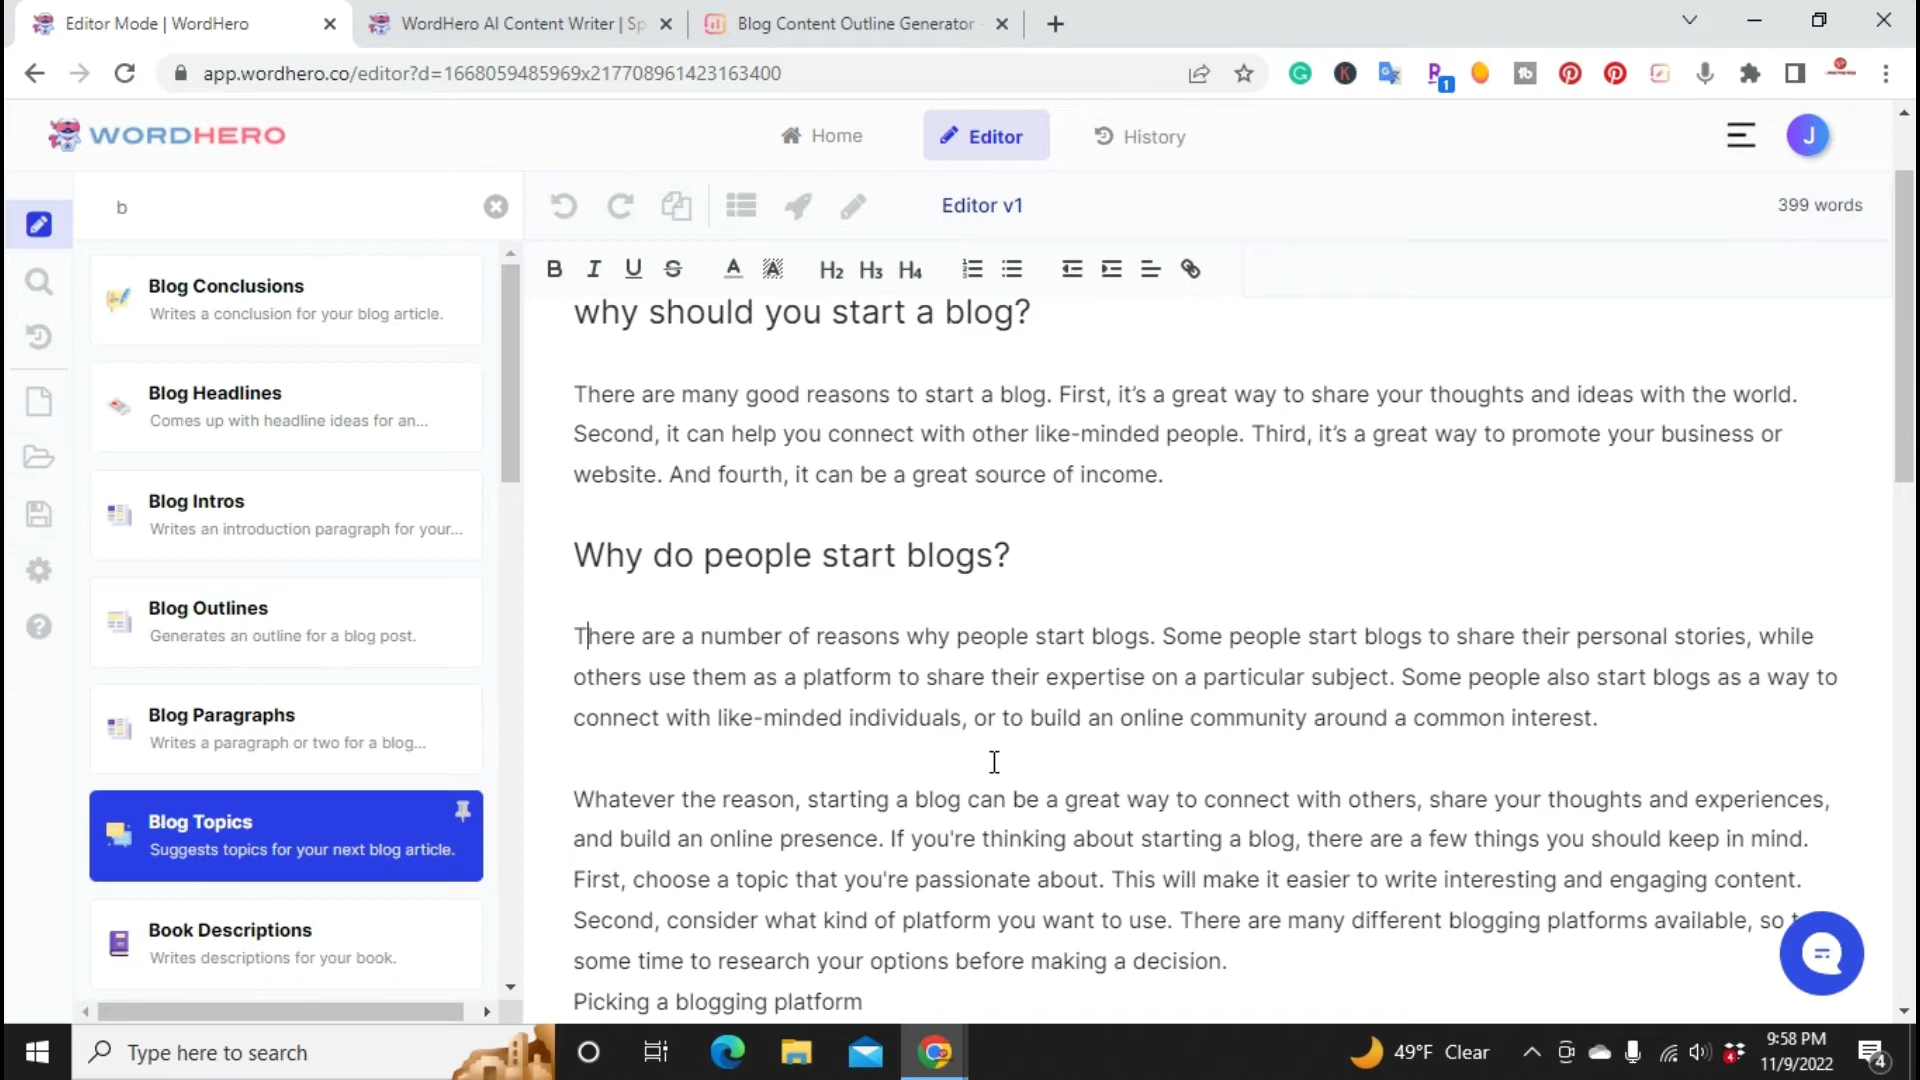 Editor Mode | WordHero
WordHero AI Content Writer | Sp
Blog Content Outline Generator
app.wordhero.co/editor?d=1668059485969x217708961423163400
1
WORDHERO
Home
Editor
History
J
b
Editor v1
399 words
B I U S A A H2 H3 H4
Blog Conclusions
Writes a conclusion for your blog article.
Blog Headlines
Comes up with headline ideas for an...
Blog Intros
Writes an introduction paragraph for your...
Blog Outlines
Generates an outline for a blog post.
Blog Paragraphs
Writes a paragraph or two for a blog...
Blog Topics
Suggests topics for your next blog article.
Book Descriptions
Writes descriptions for your book.
why should you start a blog?
There are many good reasons to start a blog. First, it’s a great way to share your thoughts and ideas with the world.
Second, it can help you connect with other like-minded people. Third, it’s a great way to promote your business or
website. And fourth, it can be a great source of income.
Why do people start blogs?
There are a number of reasons why people start blogs. Some people start blogs to share their personal stories, while
others use them as a platform to share their expertise on a particular subject. Some people also start blogs as a way to
connect with like-minded individuals, or to build an online community around a common interest.
Whatever the reason, starting a blog can be a great way to connect with others, share your thoughts and experiences,
and build an online presence. If you're thinking about starting a blog, there are a few things you should keep in mind.
First, choose a topic that you're passionate about. This will make it easier to write interesting and engaging content.
Second, consider what kind of platform you want to use. There are many different blogging platforms available, so
some time to research your options before making a decision.
Picking a blogging platform
Type here to search
49°F Clear
9:58 PM
11/9/2022
4